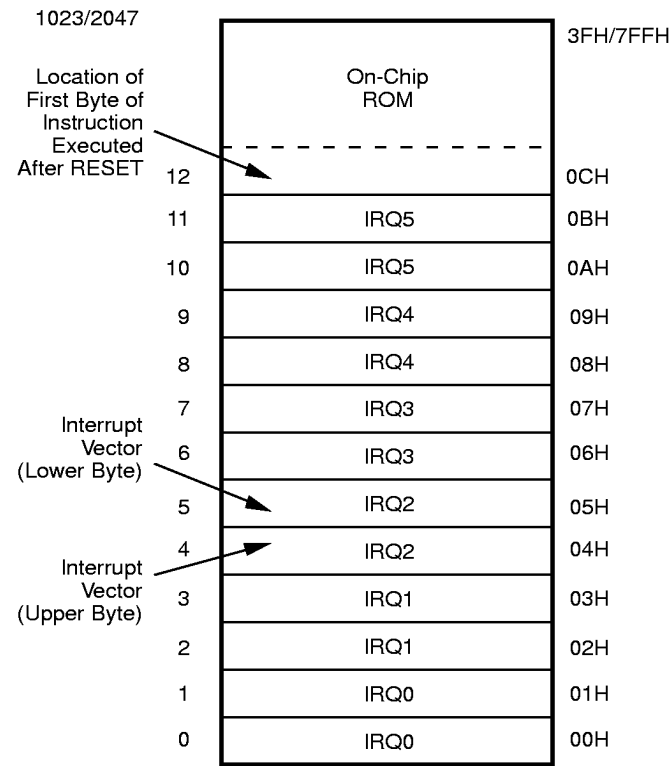 1023/2047
3FH/7FFH
Location of
First Byte of
Instruction
Executed
After RESET
On-Chip
ROM
12 0CH
11 IRQ5 0BH
10 IRQ5 0AH
9 IRQ4 09H
8 IRQ4 08H
7 IRQ3 07H
Interrupt
Vector
(Lower Byte)
6 IRQ3 06H
5 IRQ2 05H
4 IRQ2 04H
Interrupt
Vector
(Upper Byte)
3 IRQ1 03H
2 IRQ1 02H
1 IRQ0 01H
0 IRQ0 00H